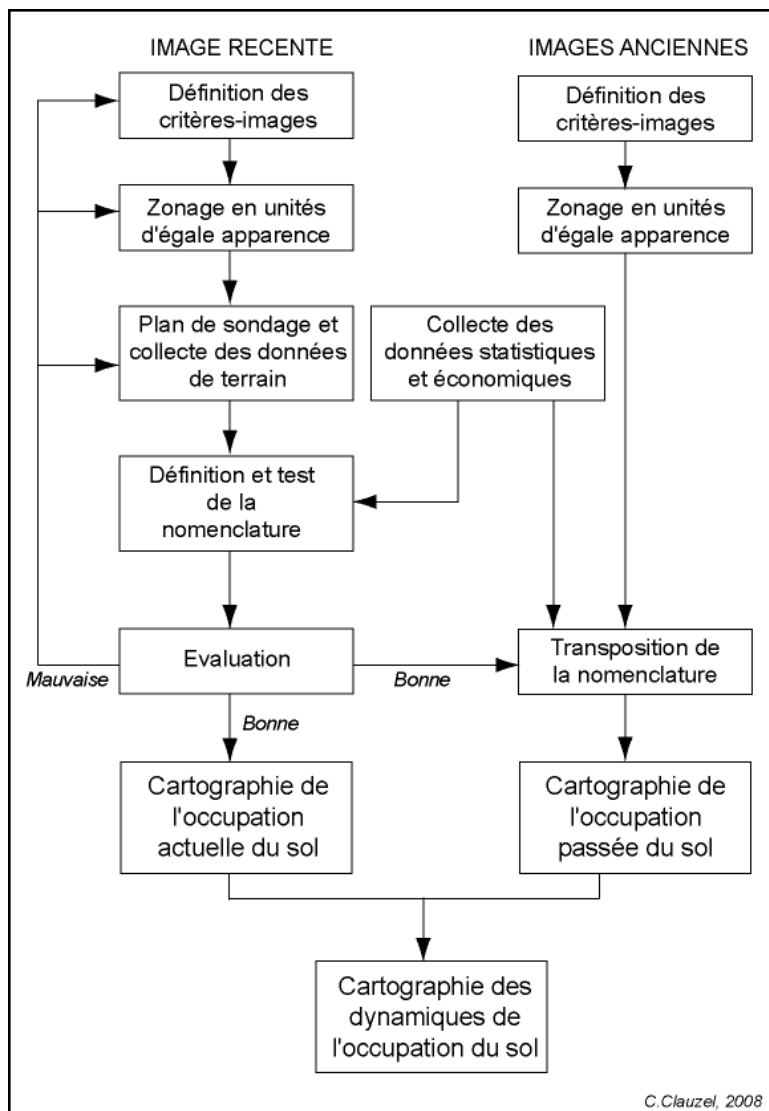 IMAGE RECENTE
IMAGES ANCIENNES
Définition des
critères-images
Définition des
critères-images
Zonage en unités
d'égale apparence
Zonage en unités
d'égale apparence
Plan de sondage et
collecte des données
de terrain
Collecte des
données statistiques
et économiques
Définition et test
de la
nomenclature
Evaluation
Transposition de
la nomenclature
Mauvaise
Bonne
Bonne
Cartographie de
l'occupation
actuelle du sol
Cartographie de
l'occupation
passée du sol
Cartographie des
dynamiques de
l'occupation du sol
C.Clauzel, 2008